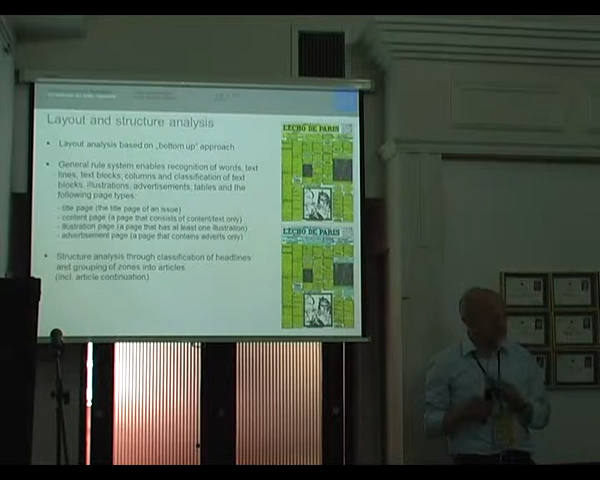 Layout and structure analysis
Layout analysis based on „bottom up" approach
General rule system enables recognition of words, text
lines, text blocks, columns and classification of text
blocks, illustrations, advertisements, tables and the
following page types:
- title page (the title page of an issue)
- content page (a page that consists of content/text only)
- illustration page (a page that has at least one illustration)
- advertisement page (a page that contains adverts only)
Structure analysis through classification of headlines
and grouping of zones into articles
(incl. article continuation)
L'ECHO DE PARIS
L'ECHO DE PARIS